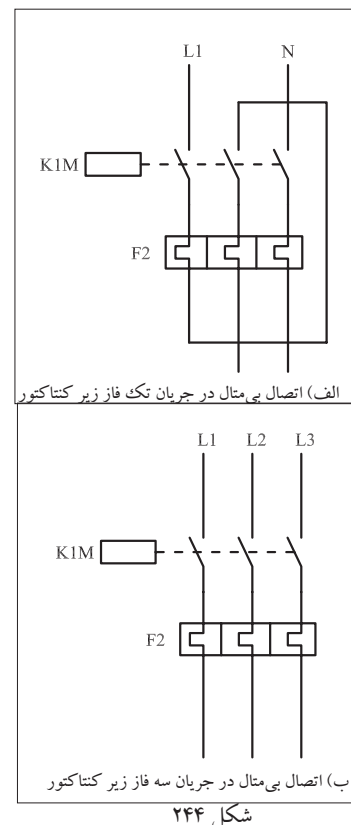 L1 N
K1M
F2
الف) اتصال بی‌متال در جریان تک فاز زیر کنتاکتور
L1 L2 L3
K1M
F2
ب) اتصال بی‌متال در جریان سه فاز زیر کنتاکتور
شکل ۲۴۴